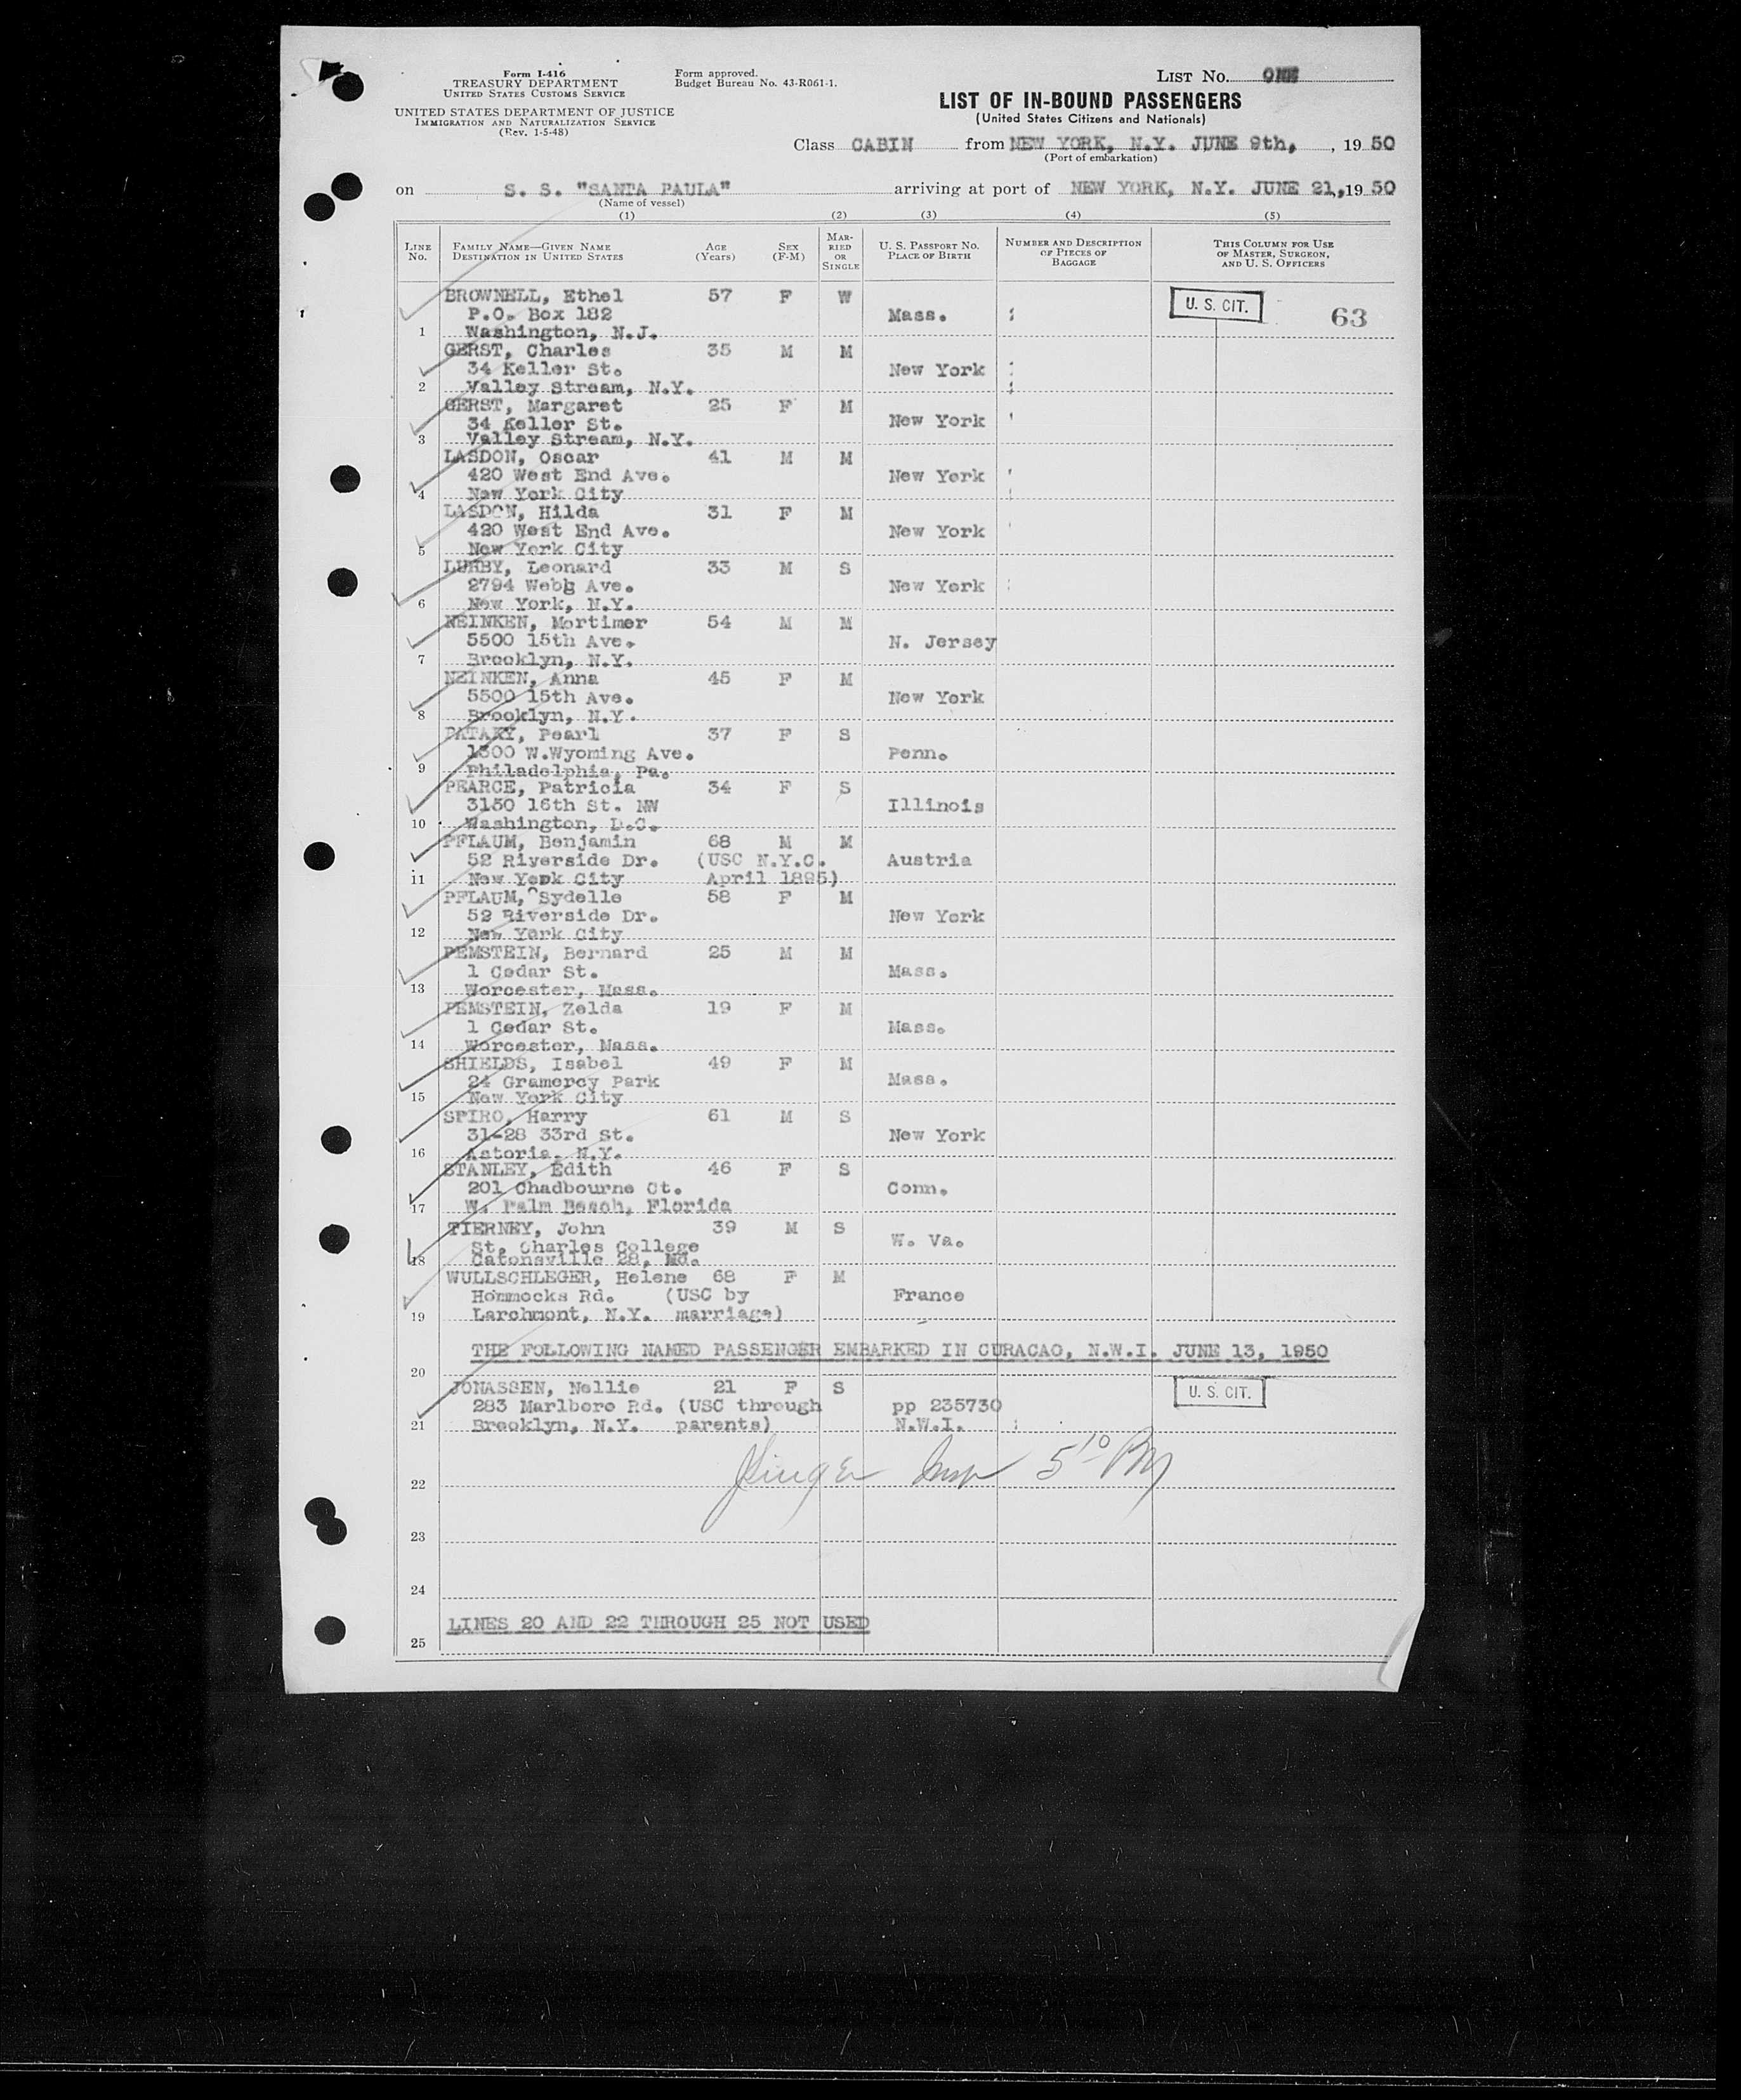 Form I-416
TREASURY DEPARTMENT
UNITED STATES CUSTOMS SERVICE
UNITED STATES DEPARTMENT OF JUSTICE
IMMIGRATION AND NATURALIZATION SERVICE
(Rev. 1-5-48)
Form approved.
Budget Bureau No. 43-R061-1.
LIST No. ONE
LIST OF IN-BOUND PASSENGERS
(United States Citizens and Nationals)
Class CABIN from NEW YORK, N.Y. JUNE 9th, , 19 50
(Port of embarkation)
on S. S. "SANTA PAULA" arriving at port of NEW YORK, N.Y. JUNE 21, 19 50
(Name of vessel)
(1) (2) (3) (4) (5)
LINE No. FAMILY NAME—GIVEN NAME DESTINATION IN UNITED STATES AGE (Years) SEX (F-M) MARRIED OR SINGLE U. S. PASSPORT NO. PLACE OF BIRTH NUMBER AND DESCRIPTION OF PIECES OF BAGGAGE THIS COLUMN FOR USE OF MASTER, SURGEON, AND U. S. OFFICERS
BROWNELL, Ethel 57 F W U. S. CIT. 63
P.O. Box 182 Mass.
1 Washington, N.J.
GERST, Charles 35 M M
34 Keller St. New York
2 Valley Stream, N.Y.
GERST, Margaret 25 F M
34 Keller St. New York
3 Valley Stream, N.Y.
LASDON, Oscar 41 M M
420 West End Ave. New York
4 New York City
LASDON, Hilda 31 F M
420 West End Ave. New York
5 New York City
Leonard 33 M S
2794 Webb Ave. New York
6 New York, N.Y.
NEINKEN, Mortimer 54 M M
5500 15th Ave. N. Jersey
7 Brooklyn, N.Y.
NEINKEN, Anna 45 F M
5500 15th Ave. New York
8 Brooklyn, N.Y.
PATAKY, Pearl 37 F S
1300 W.Wyoming Ave. Penn.
9 Philadelphia, Pa.
PEARCE, Patricia 34 F S
3150 16th St. NW Illinois
10 Washington, D.C.
PFLAUM, Benjamin 68 M M
52 Riverside Dr. (USC N.Y.C. Austria
11 New York City April 1895)
PFLAUM, Sydelle 58 F M
52 Riverside Dr. New York
12 New York City
PEMSTEIN, Bernard 25 M M
1 Cedar St. Mass.
13 Worcester, Mass.
PEMSTEIN, Zelda 19 F M
1 Cedar St. Mass.
14 Worcester, Mass.
SHIELDS, Isabel 49 F M
24 Gramercy Park Mass.
15 New York City
SPIRO, Harry 61 M S
31-28 33rd St. New York
16 Astoria, N.Y.
STANLEY, Edith 46 F S
201 Chadbourne Ct. Conn.
17 W. Palm Beach, Florida
TIERNEY, John 39 M S
St. Charles College W. Va.
18 Catonsville 28, Md.
WULLSCHLEGER, Helene 68 F M
Hommocks Rd. (USC by France
19 Larchmont, N.Y. marriage)
THE FOLLOWING NAMED PASSENGER EMBARKED IN CURACAO, N.W.I. JUNE 13, 1950
20
JONASSEN, Nellie 21 F S U. S. CIT.
283 Marlboro Rd. (USC through pp 235730
21 Brooklyn, N.Y. parents) N.W.I.
Insp 5 10 PM
22
23
24
LINES 20 AND 22 THROUGH 25 NOT USED
25